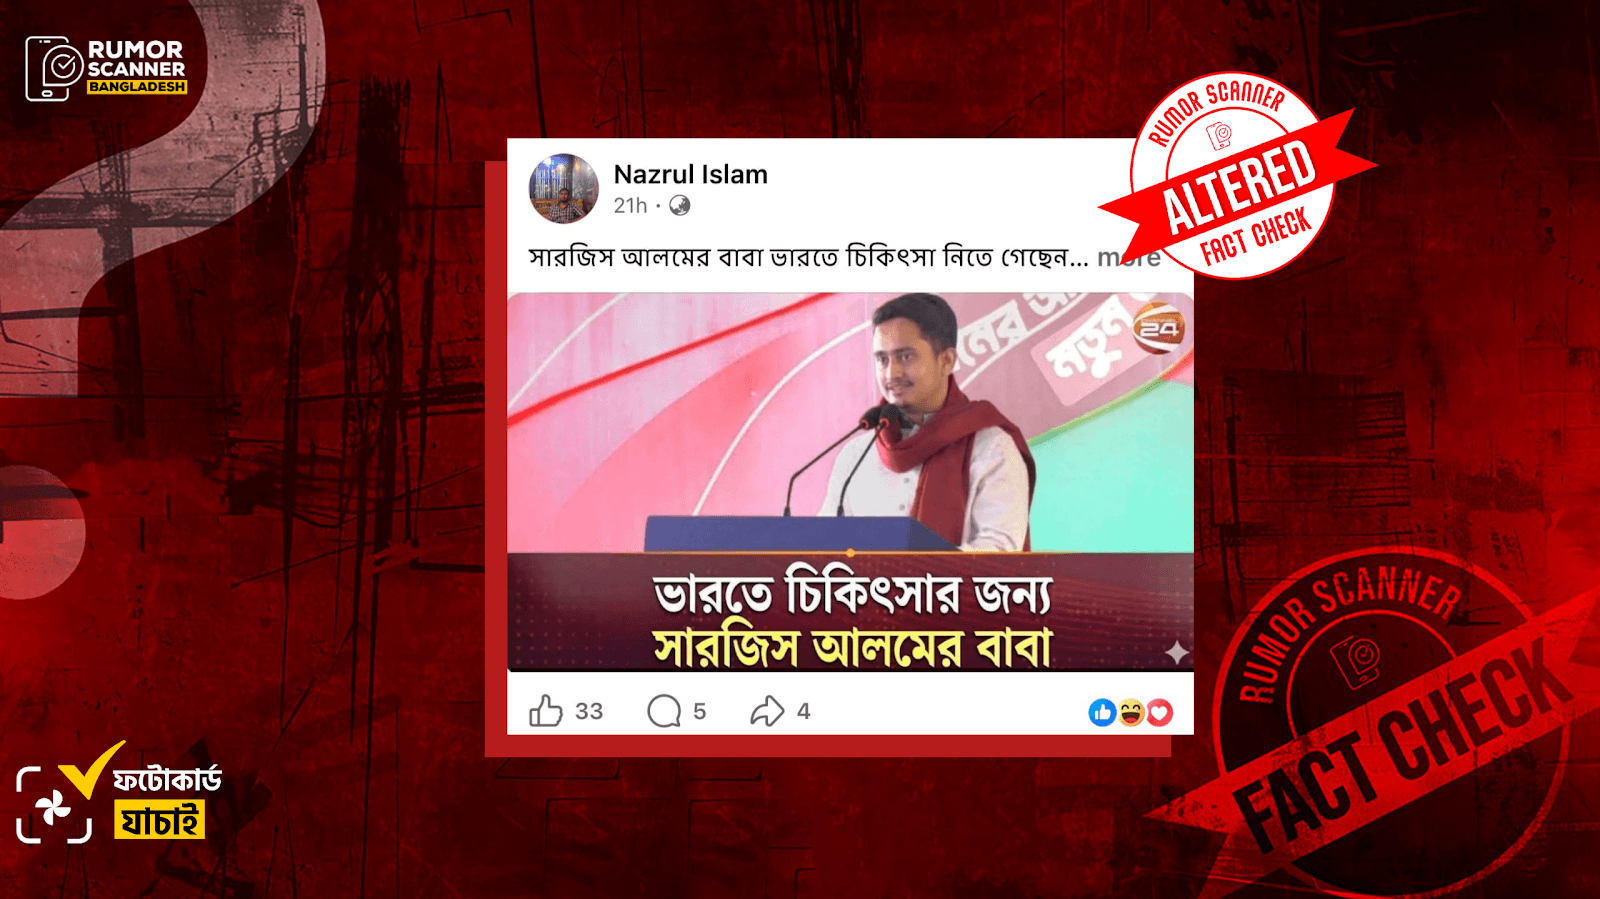 RUMOR
SCANNER
BANGLADESH
RUMOR SCANNER
ALTERED
FACT CHECK
Nazrul Islam
21h
সারজিস আলমের বাবা ভারতে চিকিৎসা নিতে গেছেন... more
নতুন
24
ভারতে চিকিৎসার জন্য
সারজিস আলমের বাবা
33
5
4
RUMOR SCANNER
FACT CHECK
ফটোকার্ড
যাচাই